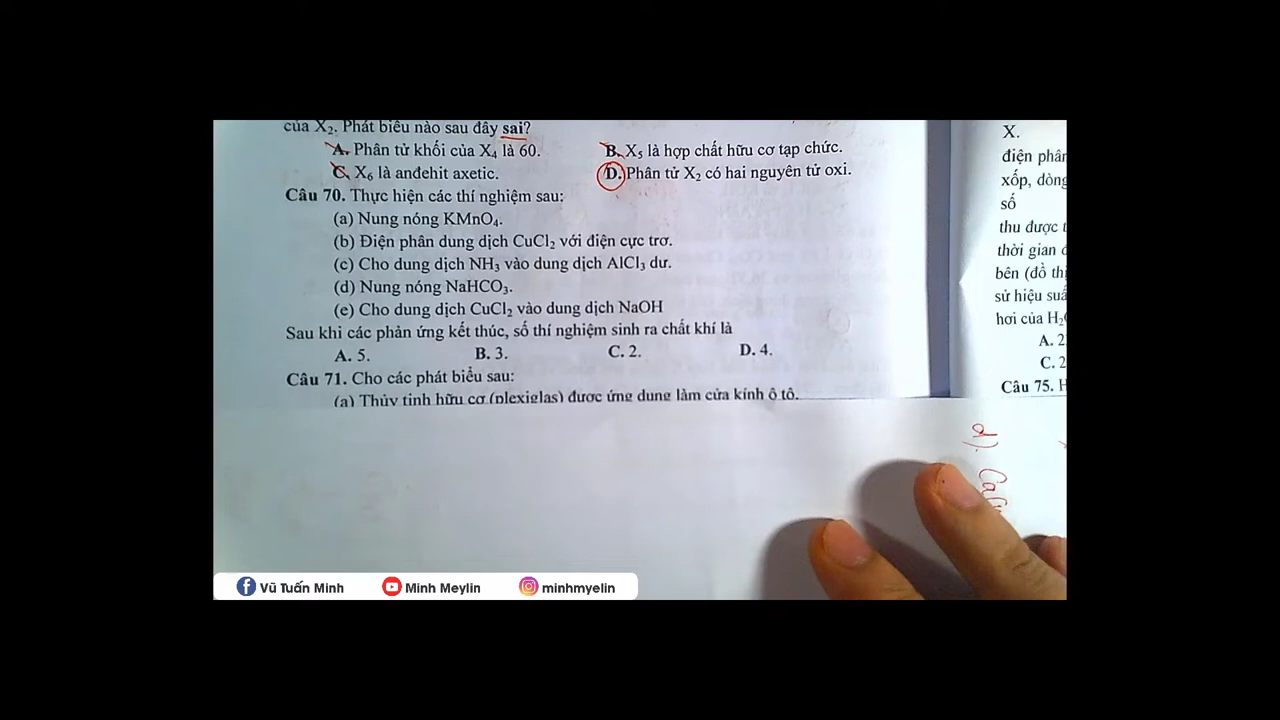 của X₂. Phát biểu nào sau đây sai?
A. Phân tử khối của X₄ là 60. B. X₅ là hợp chất hữu cơ tạp chức.
C. X₆ là anđehit axetic. D. Phân tử X₂ có hai nguyên tử oxi.
Câu 70. Thực hiện các thí nghiệm sau:
(a) Nung nóng KMnO₄.
(b) Điện phân dung dịch CuCl₂ với điện cực trơ.
(c) Cho dung dịch NH₃ vào dung dịch AlCl₃ dư.
(d) Nung nóng NaHCO₃.
(e) Cho dung dịch CuCl₂ vào dung dịch NaOH
Sau khi các phản ứng kết thúc, số thí nghiệm sinh ra chất khí là
A. 5. B. 3. C. 2. D. 4.
Câu 71. Cho các phát biểu sau:
(a) Thủy tinh hữu cơ (plexiglas) được ứng dụng làm cửa kính ô tô.
X.
điện phân
xốp, dòng
số
thu được
thời gian
bên (đồ thị
sử hiệu suất
hơi của H₂
A. 2
C. 2
Câu 75. H
d).
Vũ Tuấn Minh Minh Meylin minhmyelin